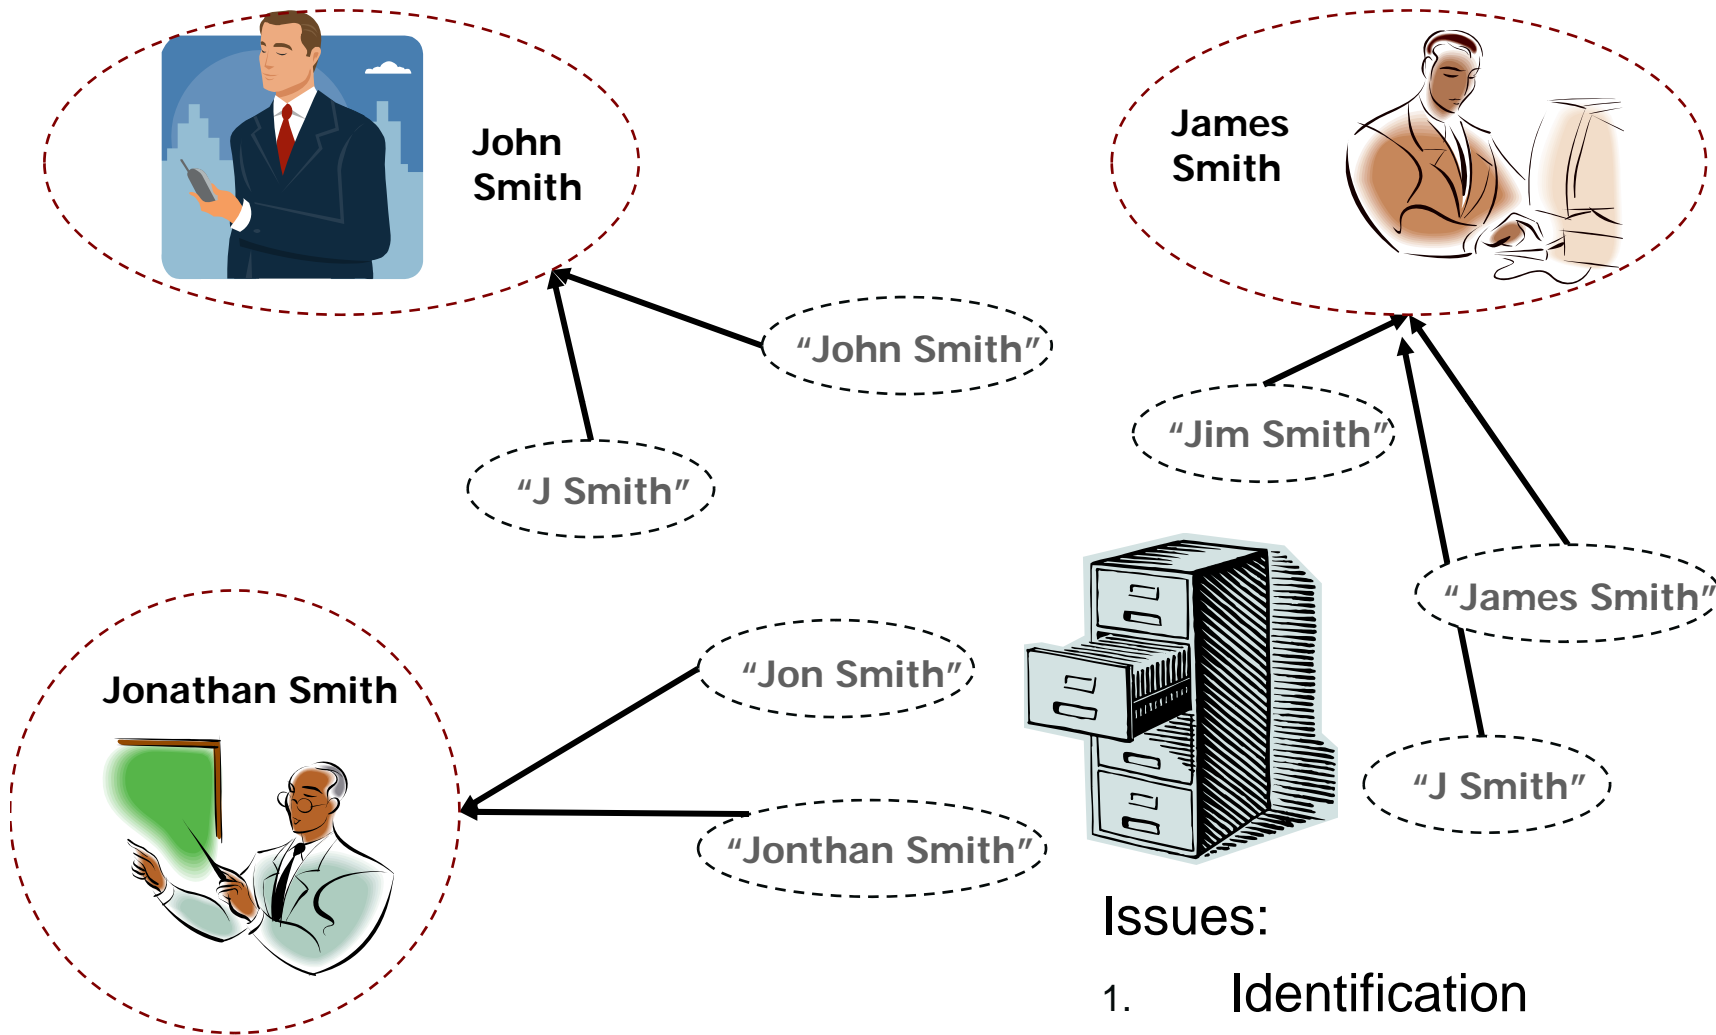 John
Smith
James
Smith
“John Smith”
“Jim Smith”
“J Smith”
“James Smith”
“Jon Smith”
Jonathan Smith
“J Smith”
“Jonthan Smith”
Issues:
1. Identification